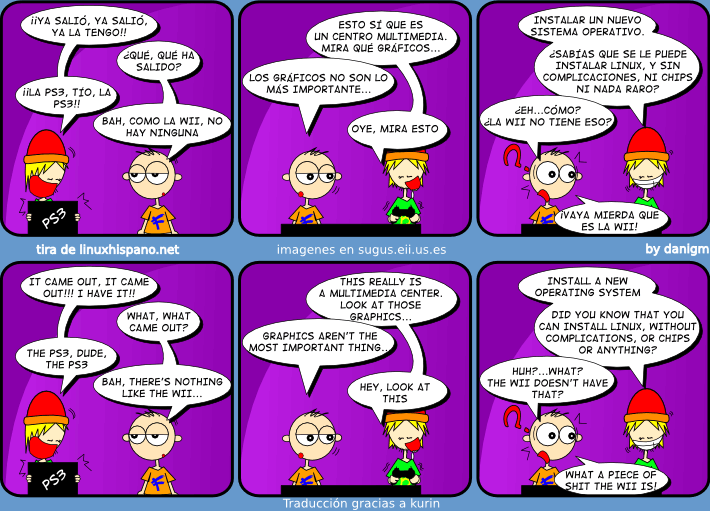 ¡¡YA SALIÓ, YA SALIÓ,
YA LA TENGO!!
¿QUÉ, QUÉ HA
SALIDO?
¡¡LA PS3, TÍO, LA
PS3!!
BAH, COMO LA WII, NO
HAY NINGUNA
PS3
ESTO SÍ QUE ES
UN CENTRO MULTIMEDIA.
MIRA QUÉ GRÁFICOS...
LOS GRÁFICOS NO SON LO
MÁS IMPORTANTE...
OYE, MIRA ESTO
INSTALAR UN NUEVO
SISTEMA OPERATIVO.
¿SABÍAS QUE SE LE PUEDE
INSTALAR LINUX, Y SIN
COMPLICACIONES, NI CHIPS
NI NADA RARO?
¿EH...CÓMO?
¿LA WII NO TIENE ESO?
¡VAYA MIERDA QUE
ES LA WII!
tira de linuxhispano.net
imagenes en sugus.eii.us.es
by danigm
IT CAME OUT, IT CAME
OUT!!! I HAVE IT!!
WHAT, WHAT
CAME OUT?
THE PS3, DUDE,
THE PS3
BAH, THERE'S NOTHING
LIKE THE WII...
PS3
THIS REALLY IS
A MULTIMEDIA CENTER.
LOOK AT THOSE
GRAPHICS...
GRAPHICS AREN'T THE
MOST IMPORTANT THING...
HEY, LOOK AT
THIS
INSTALL A NEW
OPERATING SYSTEM
DID YOU KNOW THAT YOU
CAN INSTALL LINUX, WITHOUT
COMPLICATIONS, OR CHIPS
OR ANYTHING?
HUH?...WHAT?
THE WII DOESN'T HAVE
THAT?
WHAT A PIECE OF
SHIT THE WII IS!
Traducción gracias a kurin